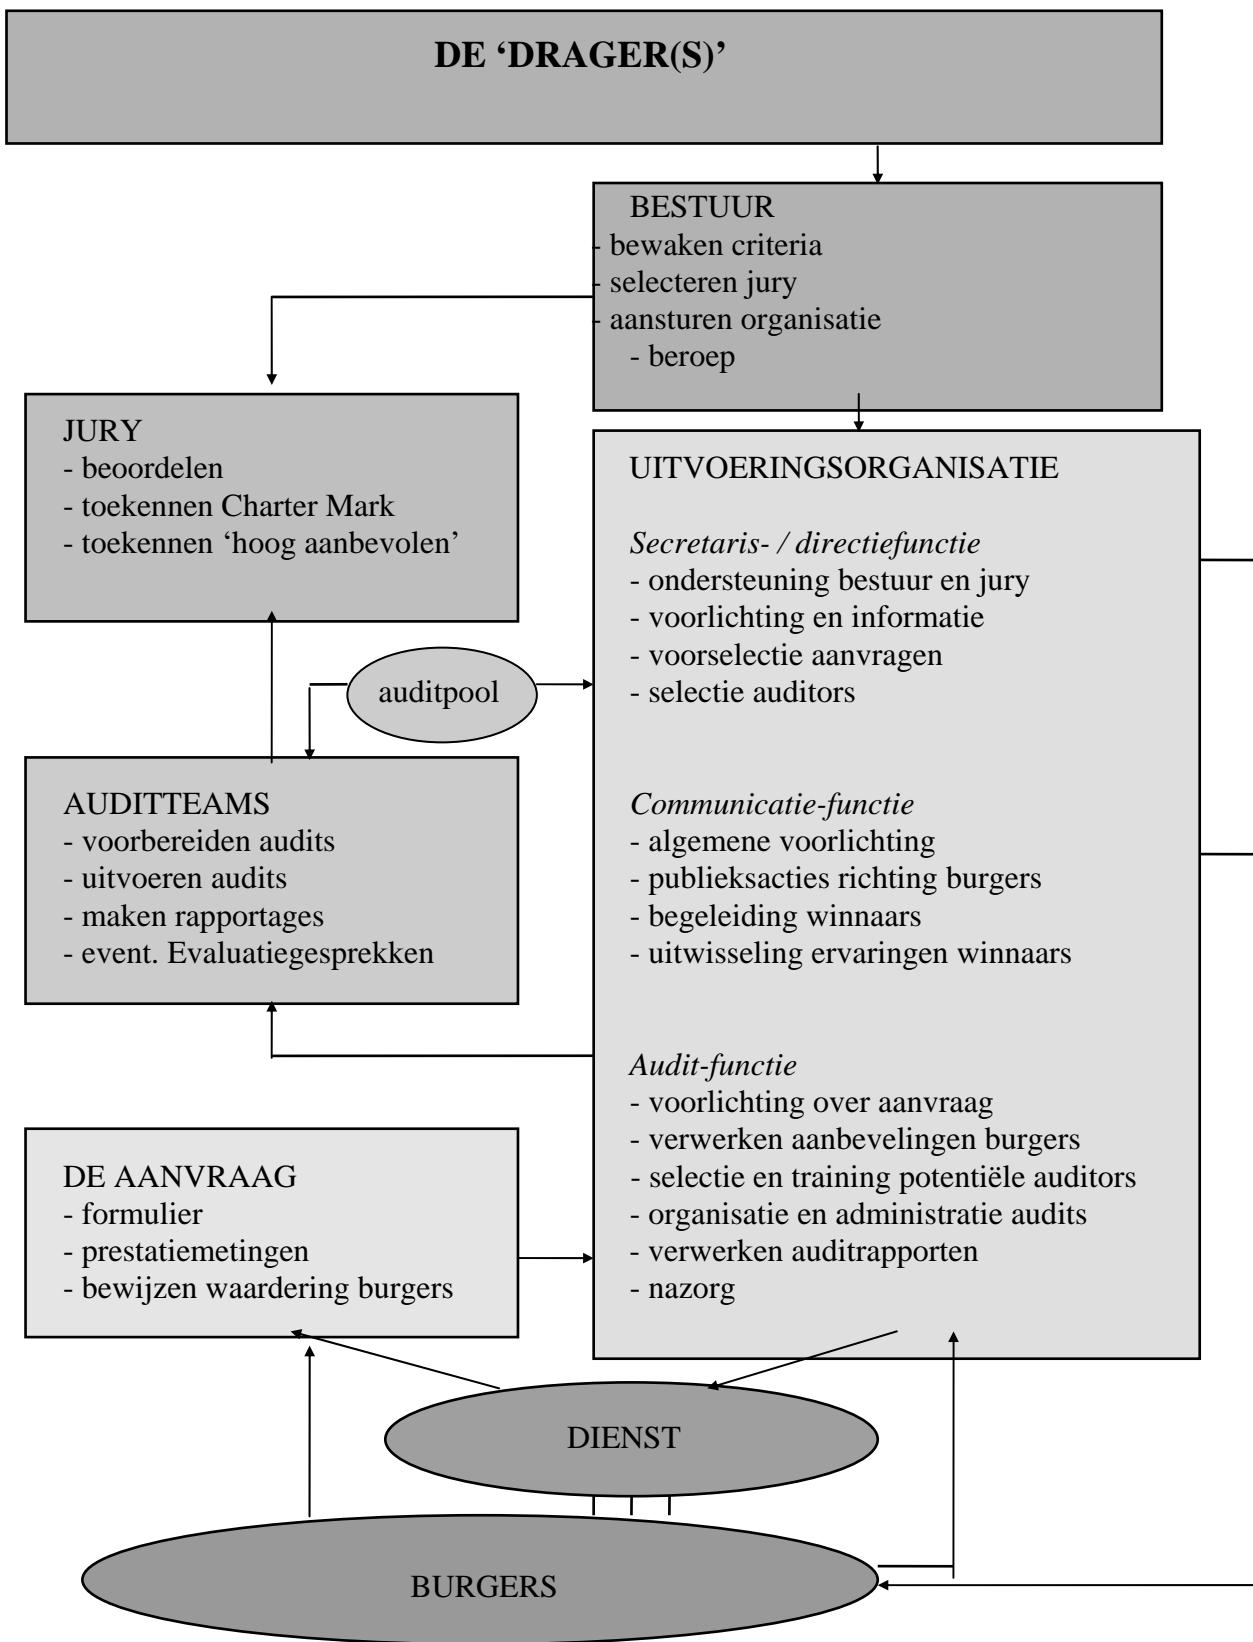 DE ‘DRAGER(S)’
BESTUUR
- bewaken criteria
- selecteren jury
- aansturen organisatie
- beroep
JURY
- beoordelen
- toekennen Charter Mark
- toekennen ‘hoog aanbevolen’
UITVOERINGSORGANISATIE
Secretaris- / directiefunctie
- ondersteuning bestuur en jury
- voorlichting en informatie
- voorselectie aanvragen
- selectie auditors
auditpool
AUDITTEAMS
- voorbereiden audits
- uitvoeren audits
- maken rapportages
- event. Evaluatiegesprekken
Communicatie-functie
- algemene voorlichting
- publieksacties richting burgers
- begeleiding winnaars
- uitwisseling ervaringen winnaars
Audit-functie
- voorlichting over aanvraag
- verwerken aanbevelingen burgers
- selectie en training potentiële auditors
- organisatie en administratie audits
- verwerken auditrapporten
- nazorg
DE AANVRAAG
- formulier
- prestatiemetingen
- bewijzen waardering burgers
DIENST
BURGERS